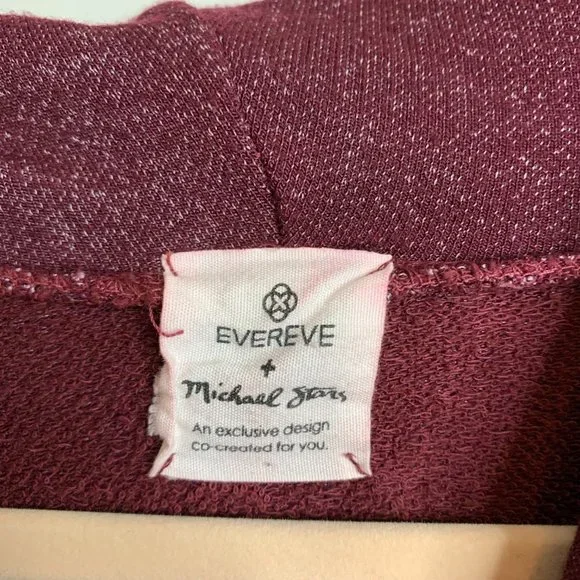 EVEREVE
+
Michael Stars
An exclusive design
co-created for you.